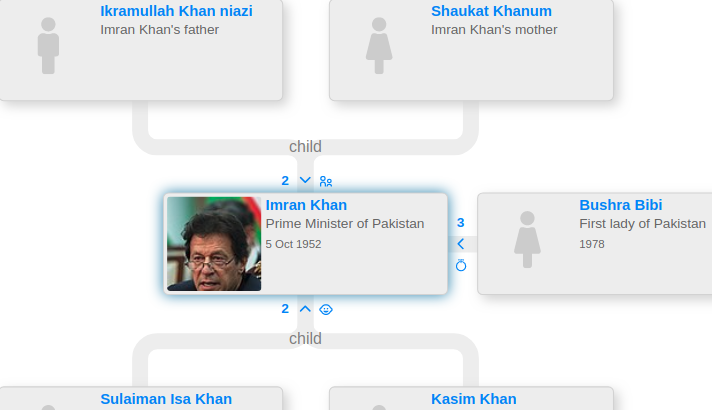 Ikramullah Khan niazi
Imran Khan's father
Shaukat Khanum
Imran Khan's mother
child
2
Imran Khan
Prime Minister of Pakistan
5 Oct 1952
3
Bushra Bibi
First lady of Pakistan
1978
2
child
Sulaiman Isa Khan
Kasim Khan